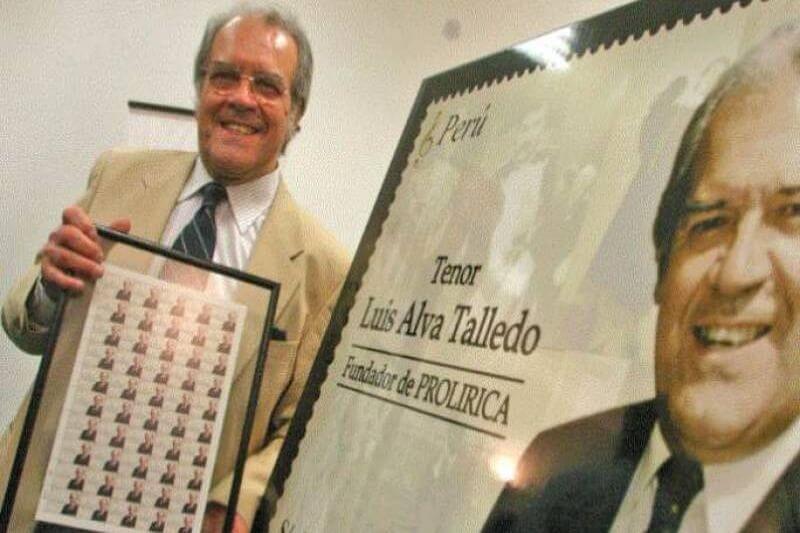 Perú
Tenor
Luis Alva Talledo
Fundador de PROLIRICA